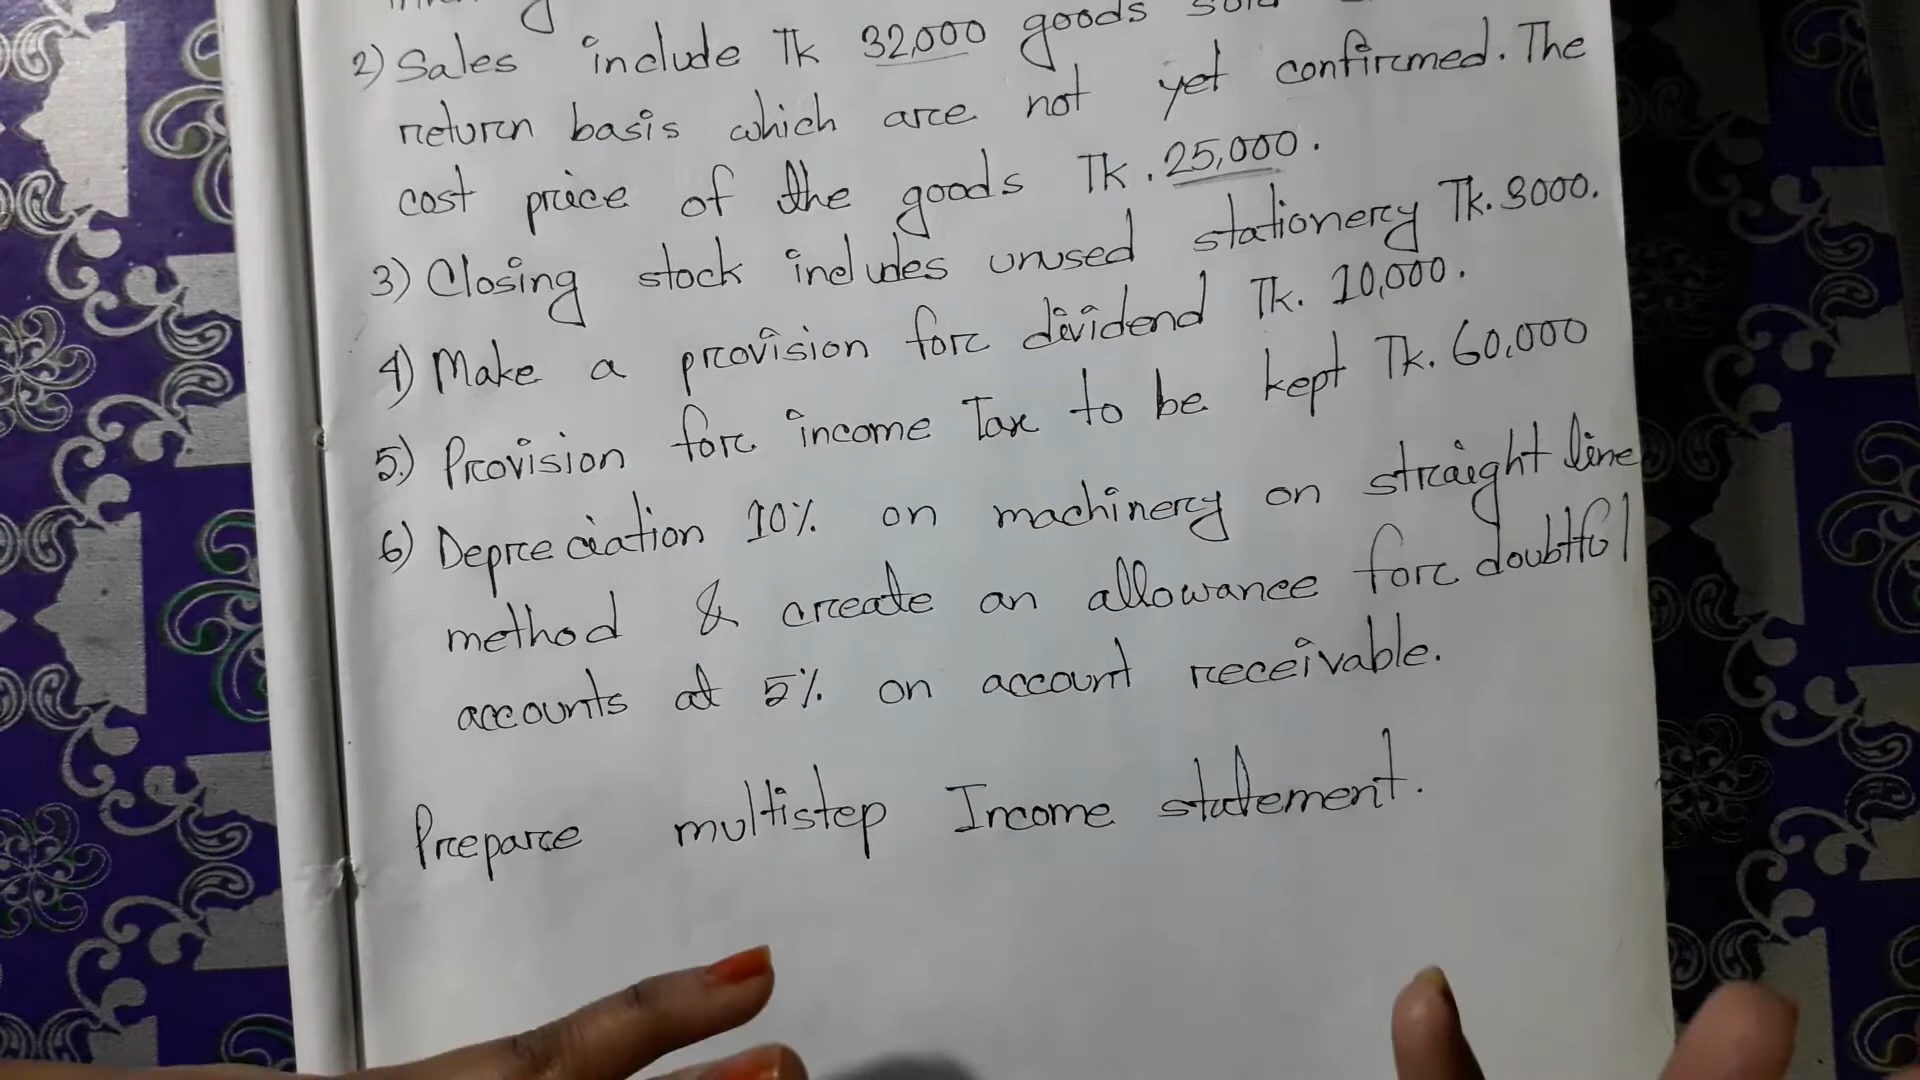 2) Sales include Tk 32,000 goods sold
return basis which are not yet confirmed. The
cost price of the goods Tk. 25,000.
3) Closing stock includes unused stationery Tk. 3000.
4) Make a provision for dividend Tk. 10,000.
5) Provision for income Tax to be kept Tk. 60,000
6) Depreciation 10% on machinery on straight line
method & create an allowance for doubtful
accounts at 5% on account receivable.
Prepare multistep Income statement.